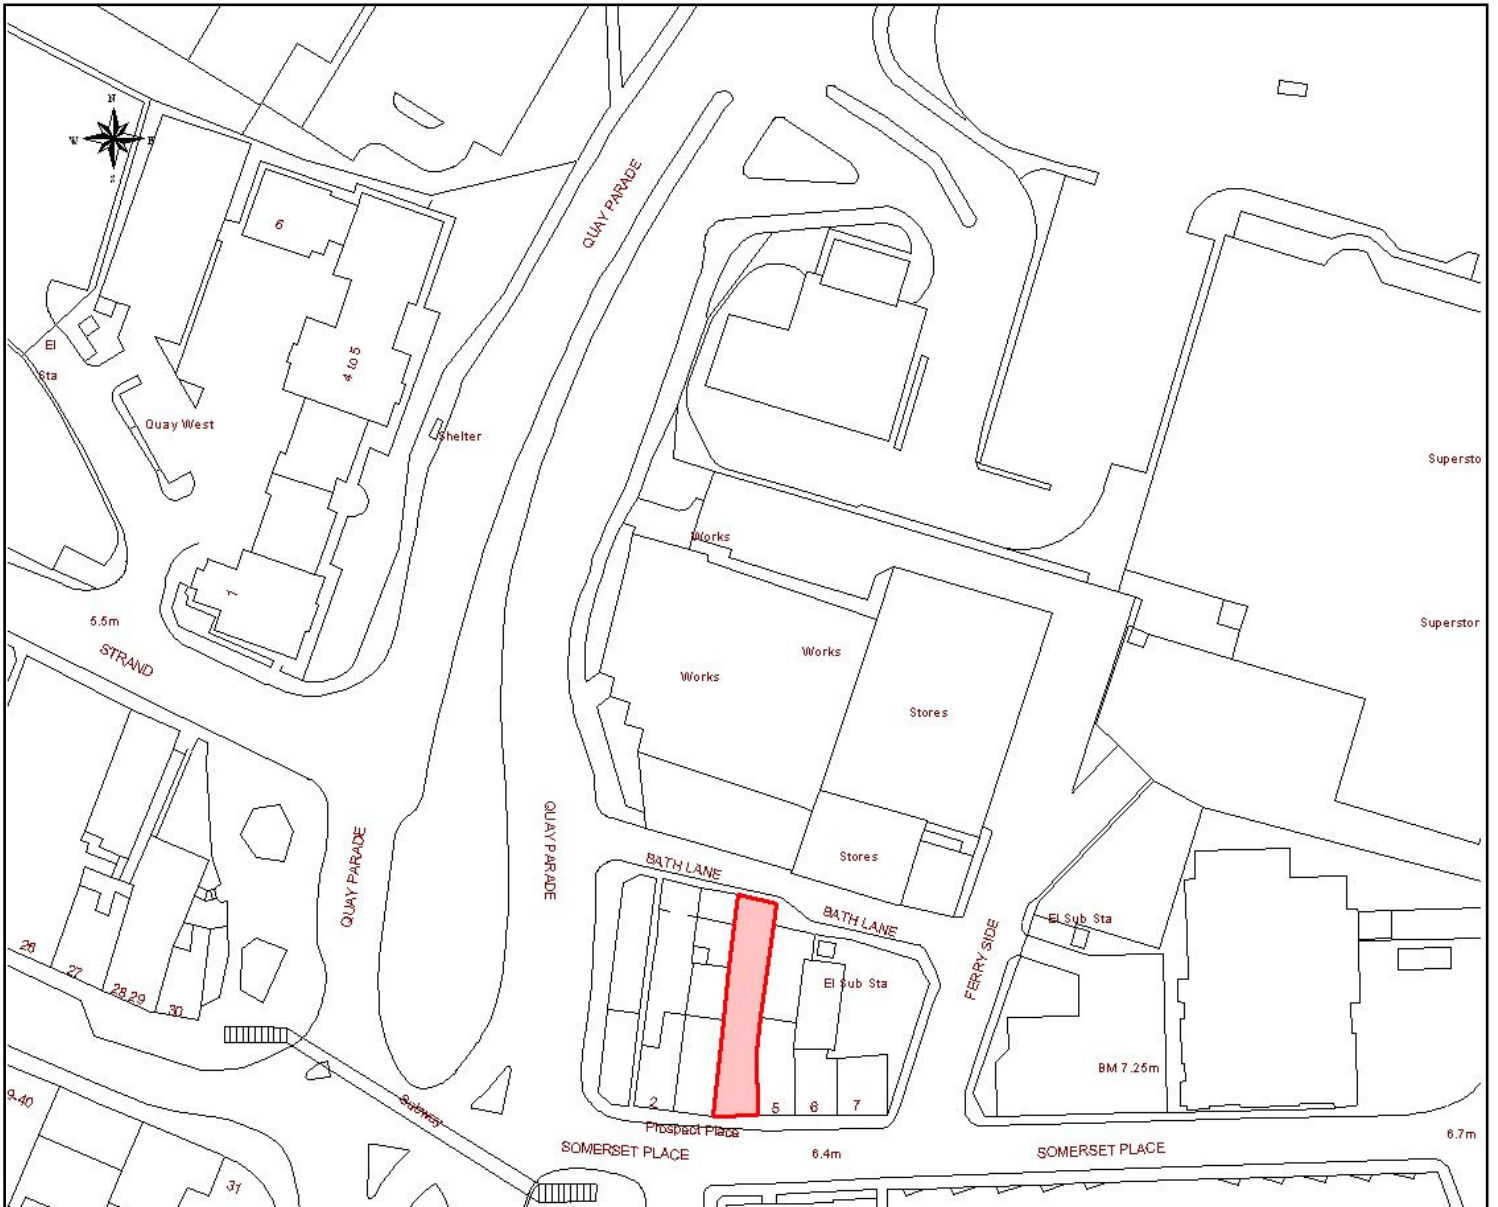 N
W
E
S
QUAY PARADE
6
4 to 5
El
Sta
Quay West
Shelter
Supersto
Works
1
5.5m
STRAND
Superstor
Works
Works
Stores
QUAY PARADE
QUAY PARADE
Stores
BATH LANE
BATH LANE
El Sub Sta
FERRY SIDE
26
27
28 29
30
El Sub Sta
BM 7.25m
9-40
Subway
2
5
6
7
Prospect Place
SOMERSET PLACE
6.4m
SOMERSET PLACE
6.7m
31